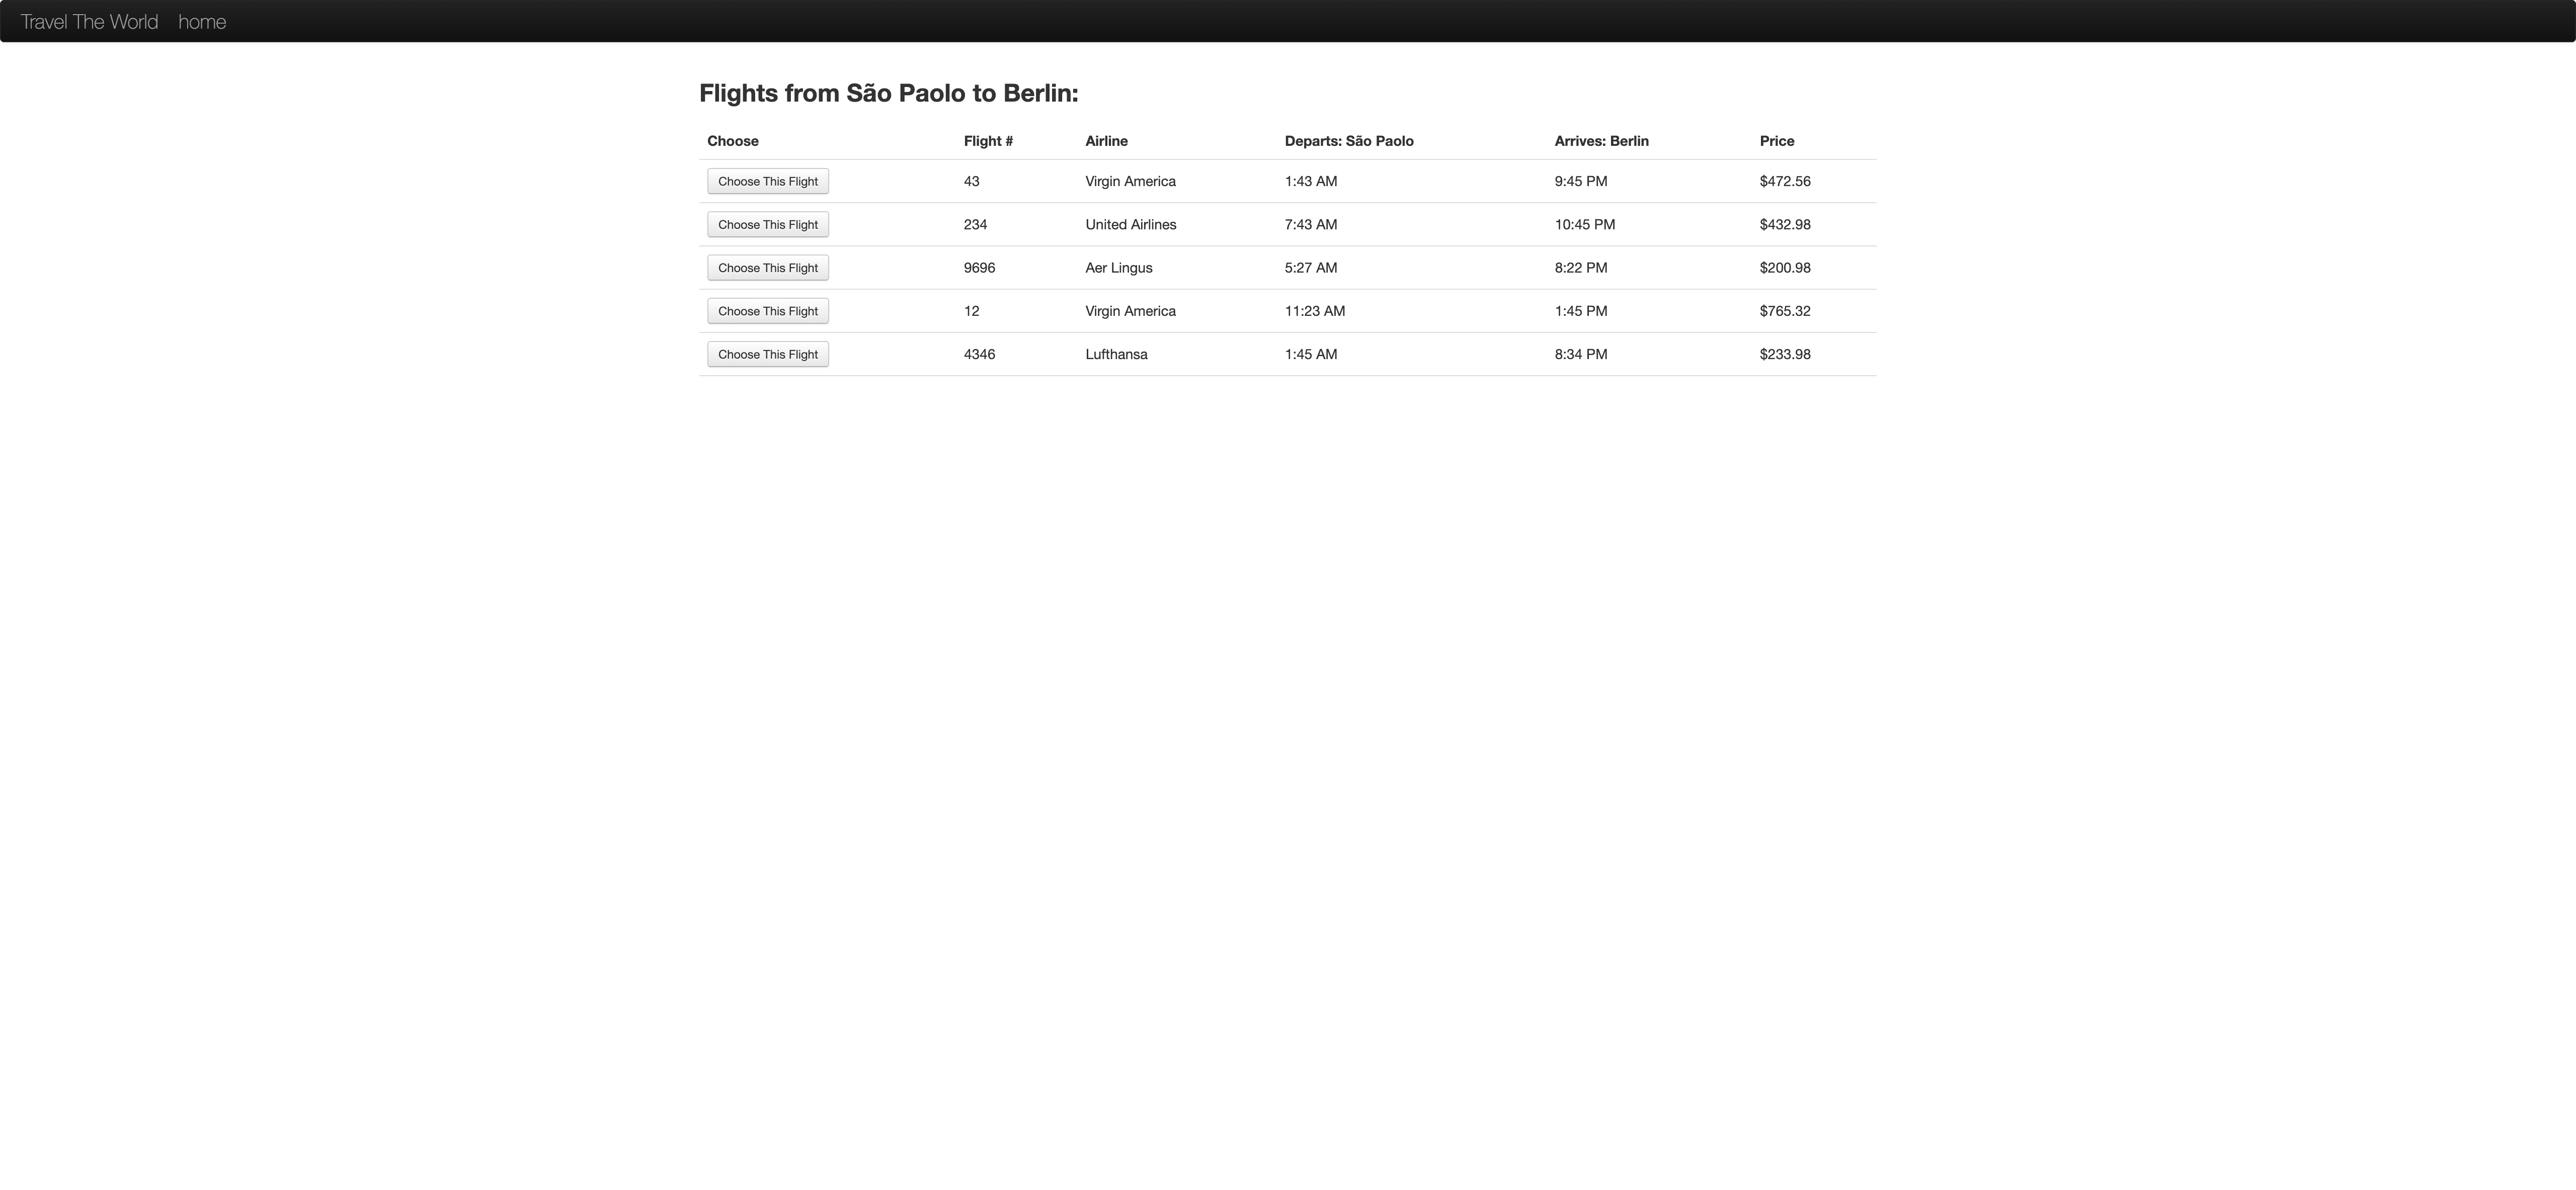 Travel The World home
Flights from São Paolo to Berlin:
Choose Flight # Airline Departs: São Paolo Arrives: Berlin Price
Choose This Flight 43 Virgin America 1:43 AM 9:45 PM $472.56
Choose This Flight 234 United Airlines 7:43 AM 10:45 PM $432.98
Choose This Flight 9696 Aer Lingus 5:27 AM 8:22 PM $200.98
Choose This Flight 12 Virgin America 11:23 AM 1:45 PM $765.32
Choose This Flight 4346 Lufthansa 1:45 AM 8:34 PM $233.98